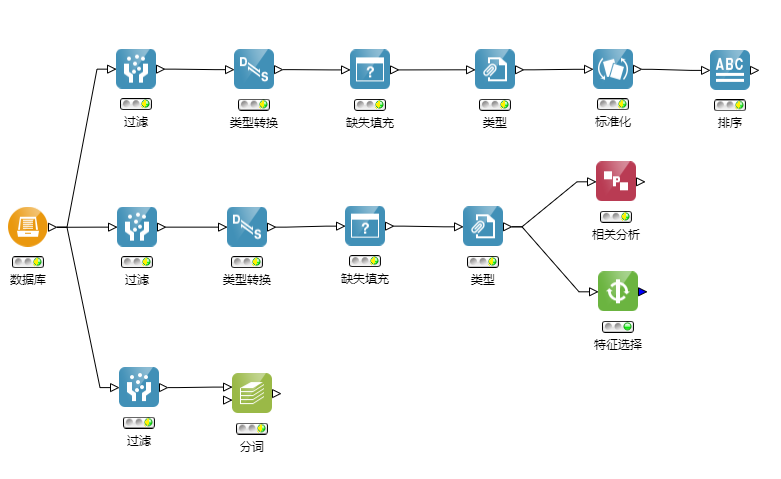 D S
?
ABC
过滤
类型转换
缺失填充
类型
标准化
排序
P
相关分析
D S
?
数据库
过滤
类型转换
缺失填充
类型
特征选择
过滤
分词